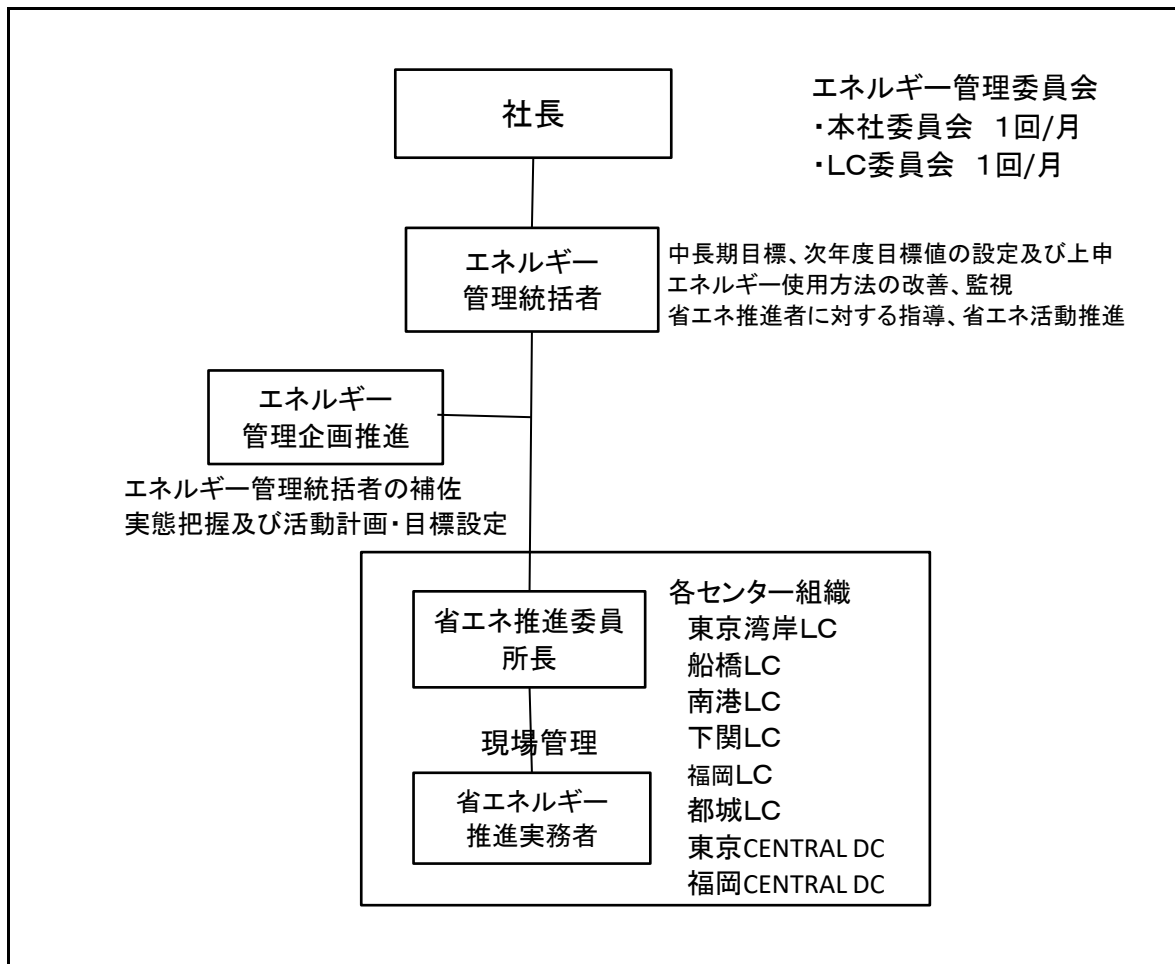 社長
エネルギー管理委員会
・本社委員会　1回/月
・LC委員会　1回/月
エネルギー
管理統括者
中長期目標、次年度目標値の設定及び上申
エネルギー使用方法の改善、監視
省エネ推進者に対する指導、省エネ活動推進
エネルギー
管理企画推進
エネルギー管理統括者の補佐
実態把握及び活動計画・目標設定
省エネ推進委員
所長
現場管理
省エネルギー
推進実務者
各センター組織
東京湾岸LC
船橋LC
南港LC
下関LC
福岡LC
都城LC
東京CENTRAL DC
福岡CENTRAL DC